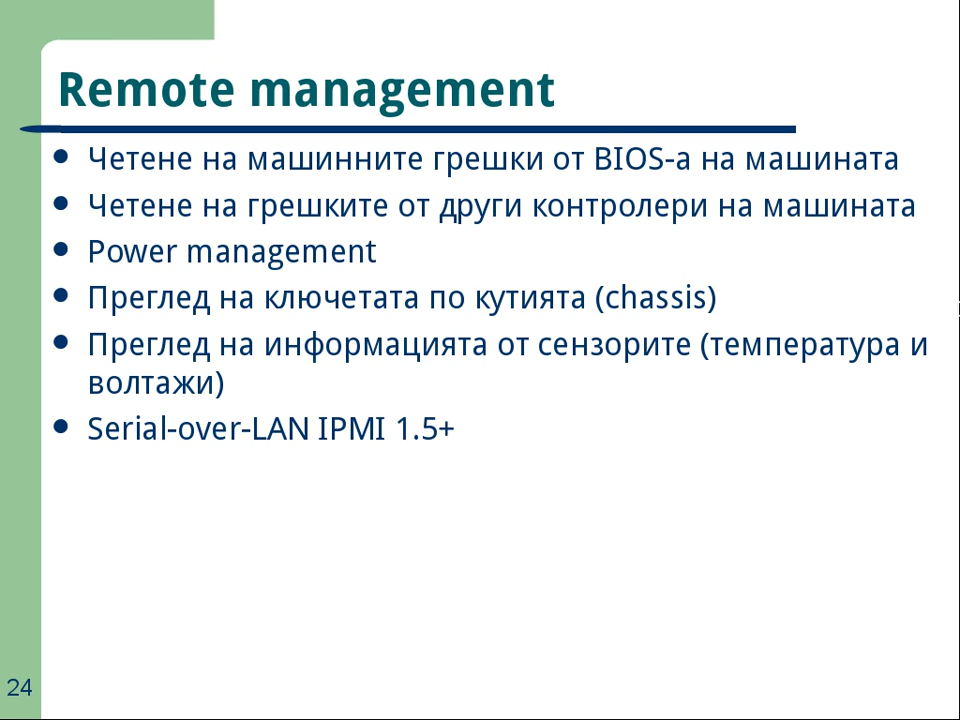 Remote management
Четене на машинните грешки от BIOS-а на машината
Четене на грешките от други контролери на машината
Power management
Преглед на ключетата по кутията (chassis)
Преглед на информацията от сензорите (температура и
волтажи)
Serial-over-LAN IPMI 1.5+
24